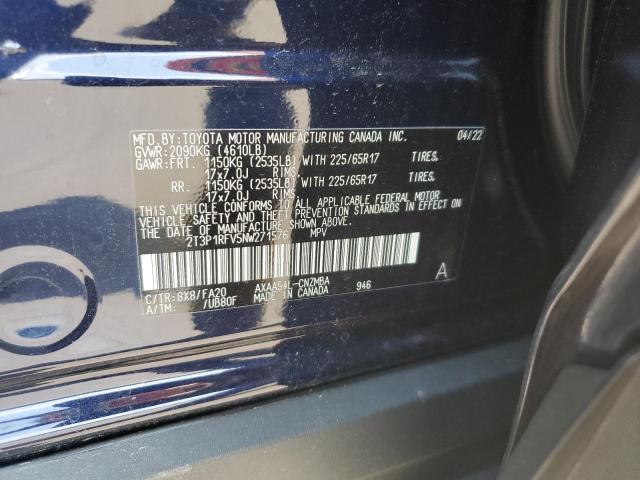 MFD.BY:TOYOTA MOTOR MANUFACTURING CANADA INC. 04/22
GVWR:2090KG (4610LB)
GAWR:FRT. 1150KG (2535LB) WITH 225/65R17 TIRES.
17x7.0J RIMS
RR. 1150KG (2535LB) WITH 225/65R17 TIRES.
17x7.0J RIMS
THIS VEHICLE CONFORMS TO ALL APPLICABLE FEDERAL MOTOR
VEHICLE SAFETY AND THEFT PREVENTION STANDARDS IN EFFECT
ON THE DATE OF MANUFACTURE SHOWN ABOVE.
2T3P1RFV5NW271576 MPV
C/TR:8X8/FA20 AXAA54L-CNZMBA 946 A
A/TM: /UB80F MADE IN CANADA